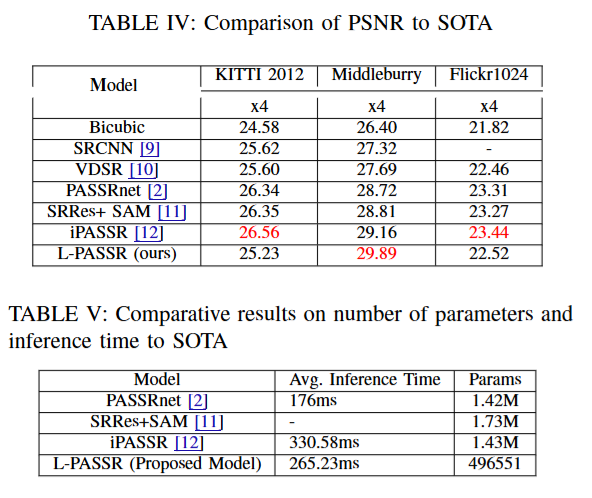 TABLE IV: Comparison of PSNR to SOTA
Model KITTI 2012 Middleburry Flickr1024
x4 x4 x4
Bicubic 24.58 26.40 21.82
SRCNN [9] 25.62 27.32 -
VDSR [10] 25.60 27.69 22.46
PASSRnet [2] 26.34 28.72 23.31
SRRes+ SAM [11] 26.35 28.81 23.27
iPASSR [12] 26.56 29.16 23.44
L-PASSR (ours) 25.23 29.89 22.52
TABLE V: Comparative results on number of parameters and
inference time to SOTA
Model Avg. Inference Time Params
PASSRnet [2] 176ms 1.42M
SRRes+SAM [11] - 1.73M
iPASSR [12] 330.58ms 1.43M
L-PASSR (Proposed Model) 265.23ms 496551